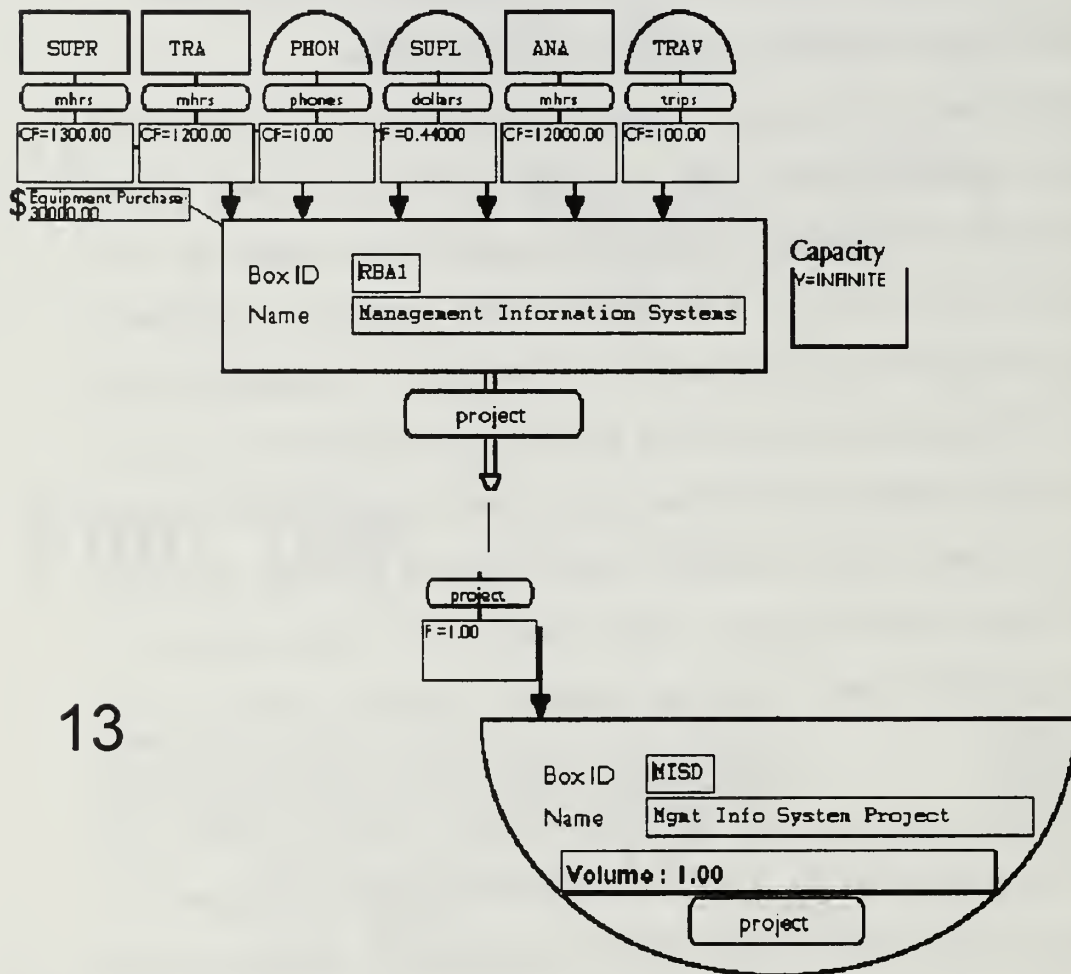 SUPR TRA PHON SUPL ANA TRAV
mhrs mhrs phones dollars mhrs trips
CF=1300.00 CF=1200.00 CF=10.00 F=0.44000 CF=12000.00 CF=100.00
$ Equipment Purchase
30000.00
Capacity
Y=INFINITE
Box ID RBA1
Name Management Information Systems
project
project
F=1.00
13
Box ID MISD
Name Mgmt Info System Project
Volume : 1.00
project